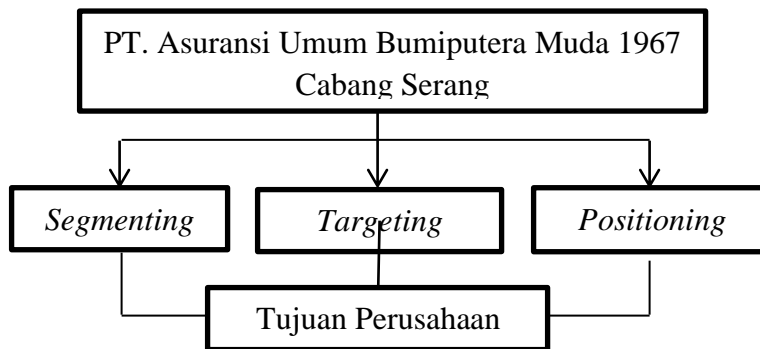 PT. Asuransi Umum Bumiputera Muda 1967
Cabang Serang
Segmenting
Targeting
Positioning
Tujuan Perusahaan